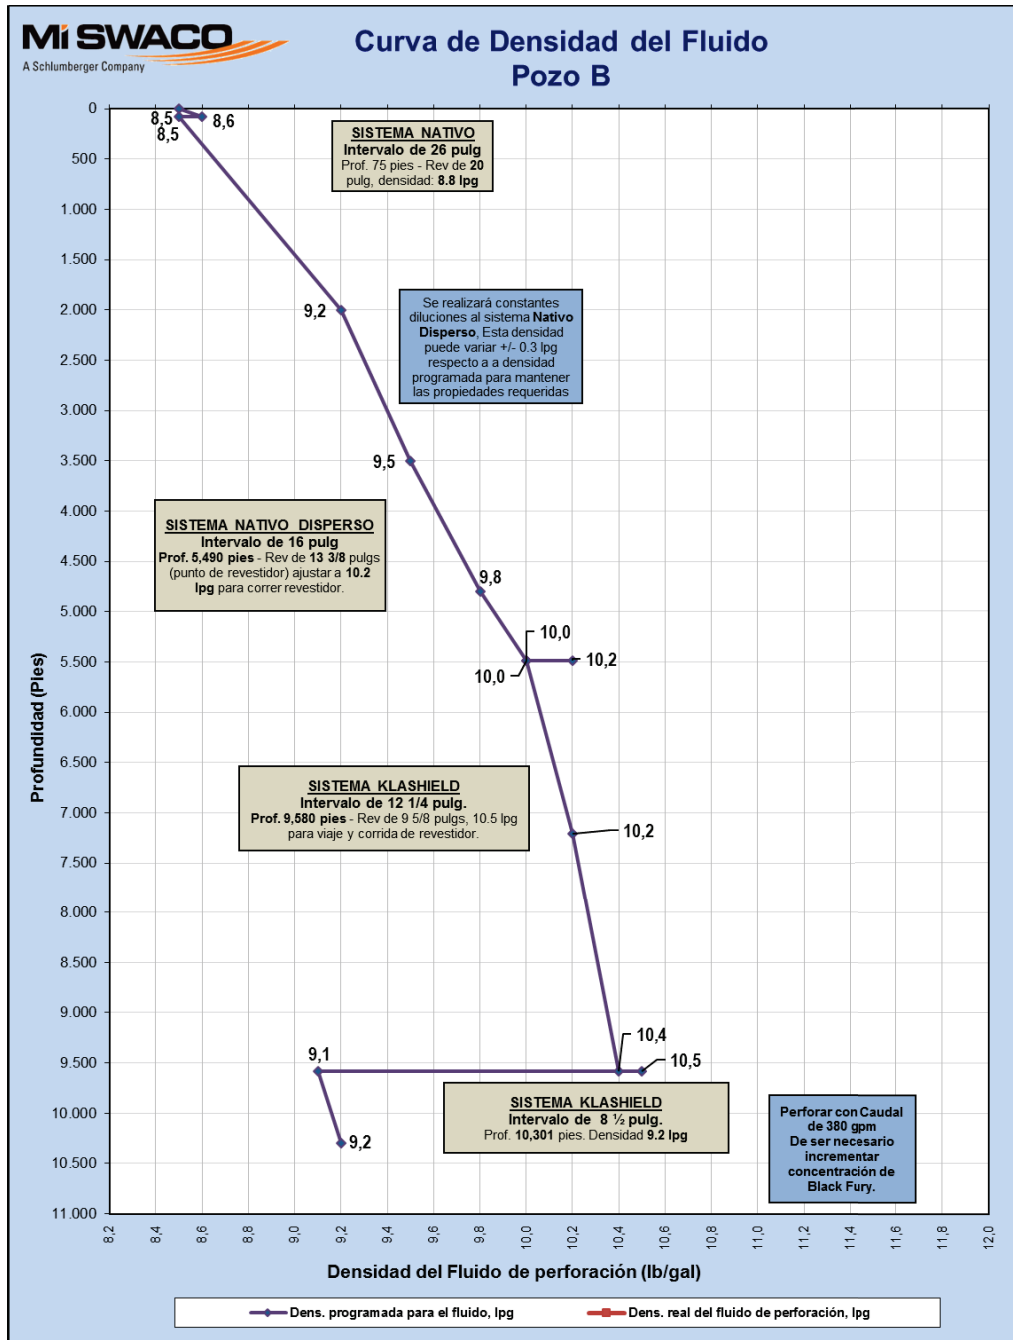 Mi SWACO
A Schlumberger Company
Curva de Densidad del Fluido
Pozo B
0
500
1.000
1.500
2.000
2.500
3.000
3.500
4.000
4.500
5.000
5.500
6.000
6.500
7.000
7.500
8.000
8.500
9.000
9.500
10.000
10.500
11.000
Profundidad (Pies)
8,5
8,6
8,5
SISTEMA NATIVO
Intervalo de 26 pulg
Prof. 75 pies - Rev de 20
pulg, densidad: 8.8 lpg
9,2
Se realizará constantes
diluciones al sistema Nativo
Disperso, Esta densidad
puede variar +/- 0.3 lpg
respecto a a densidad
programada para mantener
las propiedades requeridas
9,5
SISTEMA NATIVO DISPERSO
Intervalo de 16 pulg
Prof. 5,490 pies - Rev de 13 3/8 pulgs
(punto de revestidor) ajustar a 10.2
lpg para correr revestidor.
9,8
10,0
10,0
10,2
SISTEMA KLASHIELD
Intervalo de 12 1/4 pulg.
Prof. 9,580 pies - Rev de 9 5/8 pulgs, 10.5 lpg
para viaje y corrida de revestidor.
10,2
10,4
9,1
10,5
SISTEMA KLASHIELD
Intervalo de 8 ½ pulg.
Prof. 10,301 pies. Densidad 9.2 lpg
9,2
Perforar con Caudal
de 380 gpm
De ser necesario
incrementar
concentración de
Black Fury.
8,2
8,4
8,6
8,8
9,0
9,2
9,4
9,6
9,8
10,0
10,2
10,4
10,6
10,8
11,0
11,2
11,4
11,6
11,8
12,0
Densidad del Fluido de perforación (lb/gal)
Dens. programada para el fluido, lpg
Dens. real del fluido de perforación, lpg